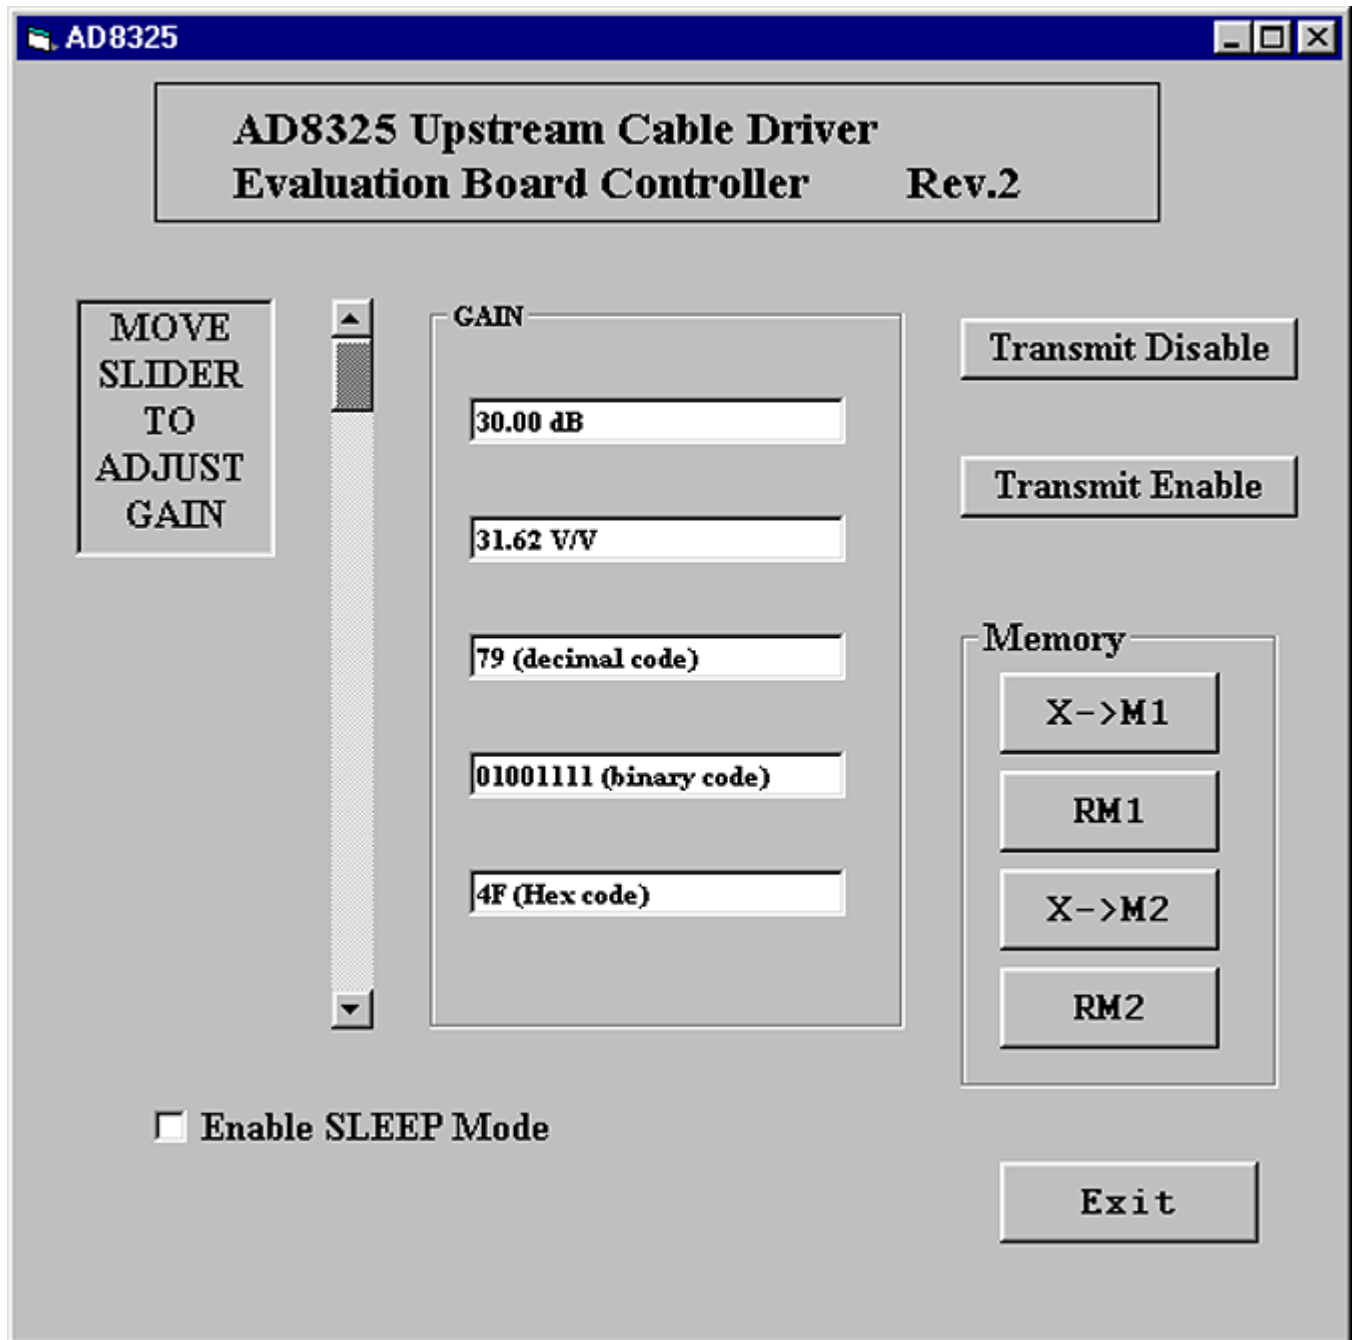 AD8325
AD8325 Upstream Cable Driver
Evaluation Board Controller Rev.2
MOVE
SLIDER
TO
ADJUST
GAIN
GAIN
30.00 dB
31.62 V/V
79 (decimal code)
01001111 (binary code)
4F (Hex code)
Transmit Disable
Transmit Enable
Memory
X->M1
RM1
X->M2
RM2
Enable SLEEP Mode
Exit